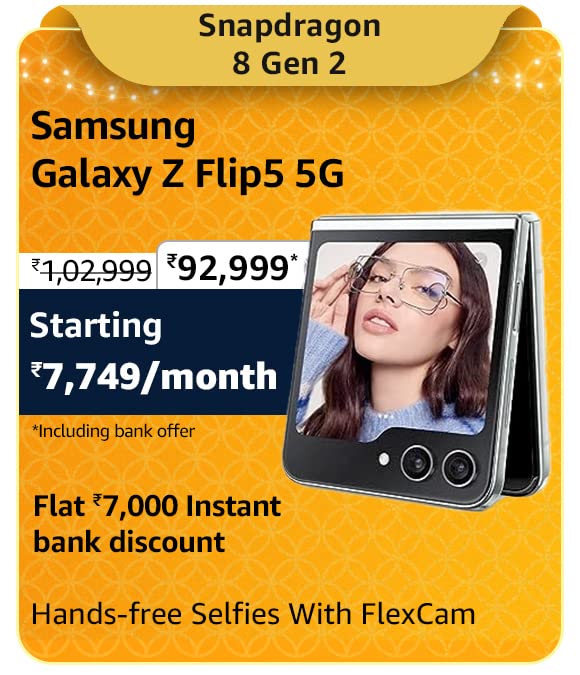 Snapdragon
8 Gen 2
Samsung
Galaxy Z Flip5 5G
₹1,02,999 ₹92,999*
Starting
₹7,749/month
*Including bank offer
Flat ₹7,000 Instant
bank discount
Hands-free Selfies With FlexCam